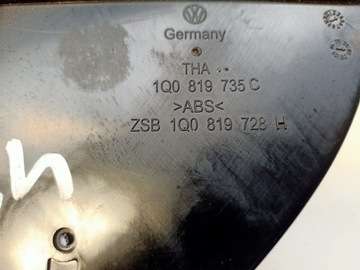 Germany
THA
1Q0 819 735 C
>ABS<
ZSB 1Q0 819 728 H